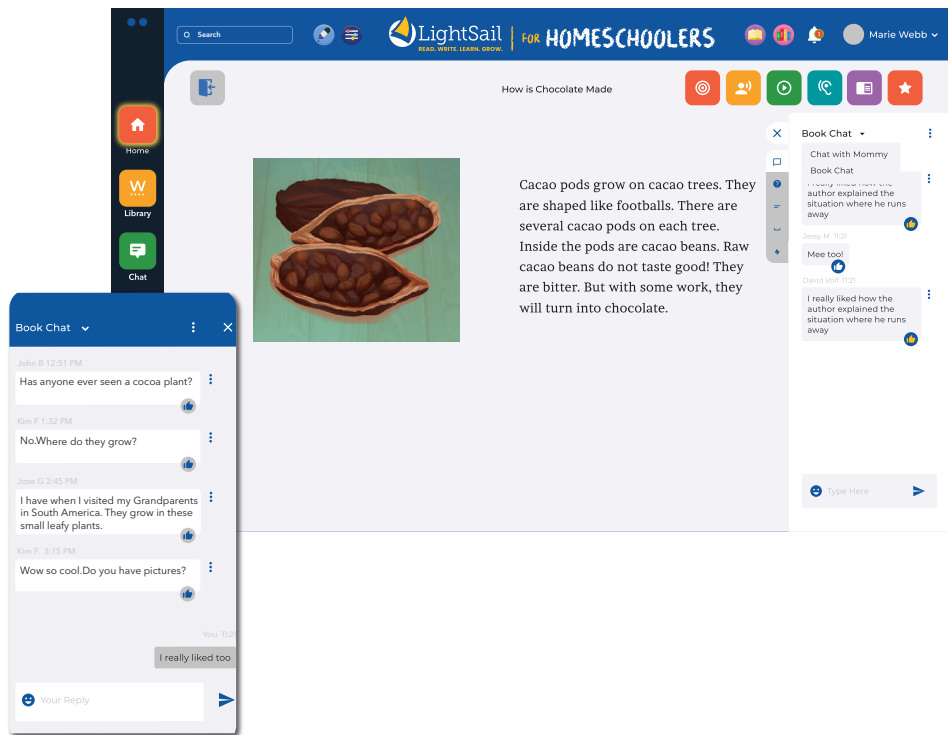 Search
LightSail
READ. WRITE. LEARN. GROW.
FOR HOMESCHOOLERS
1
Marie Webb
How is Chocolate Made
Home
W
Library
Chat
Cacao pods grow on cacao trees. They
are shaped like footballs. There are
several cacao pods on each tree.
Inside the pods are cacao beans. Raw
cacao beans do not taste good! They
are bitter. But with some work, they
will turn into chocolate.
Book Chat
Chat with Mommy
Book Chat
I really liked how the
author explained the
situation where he runs
away
Jassy M 11:21
Mee too!
David Volf 11:21
I really liked how the
author explained the
situation where he runs
away
Type Here
Book Chat
John B 12:51 PM
Has anyone ever seen a cocoa plant?
Kim F 1:32 PM
No.Where do they grow?
Jose G 2:45 PM
I have when I visited my Grandparents
in South America. They grow in these
small leafy plants.
Kim F. 3:15 PM
Wow so cool.Do you have pictures?
You 11:21
I really liked too
Your Reply